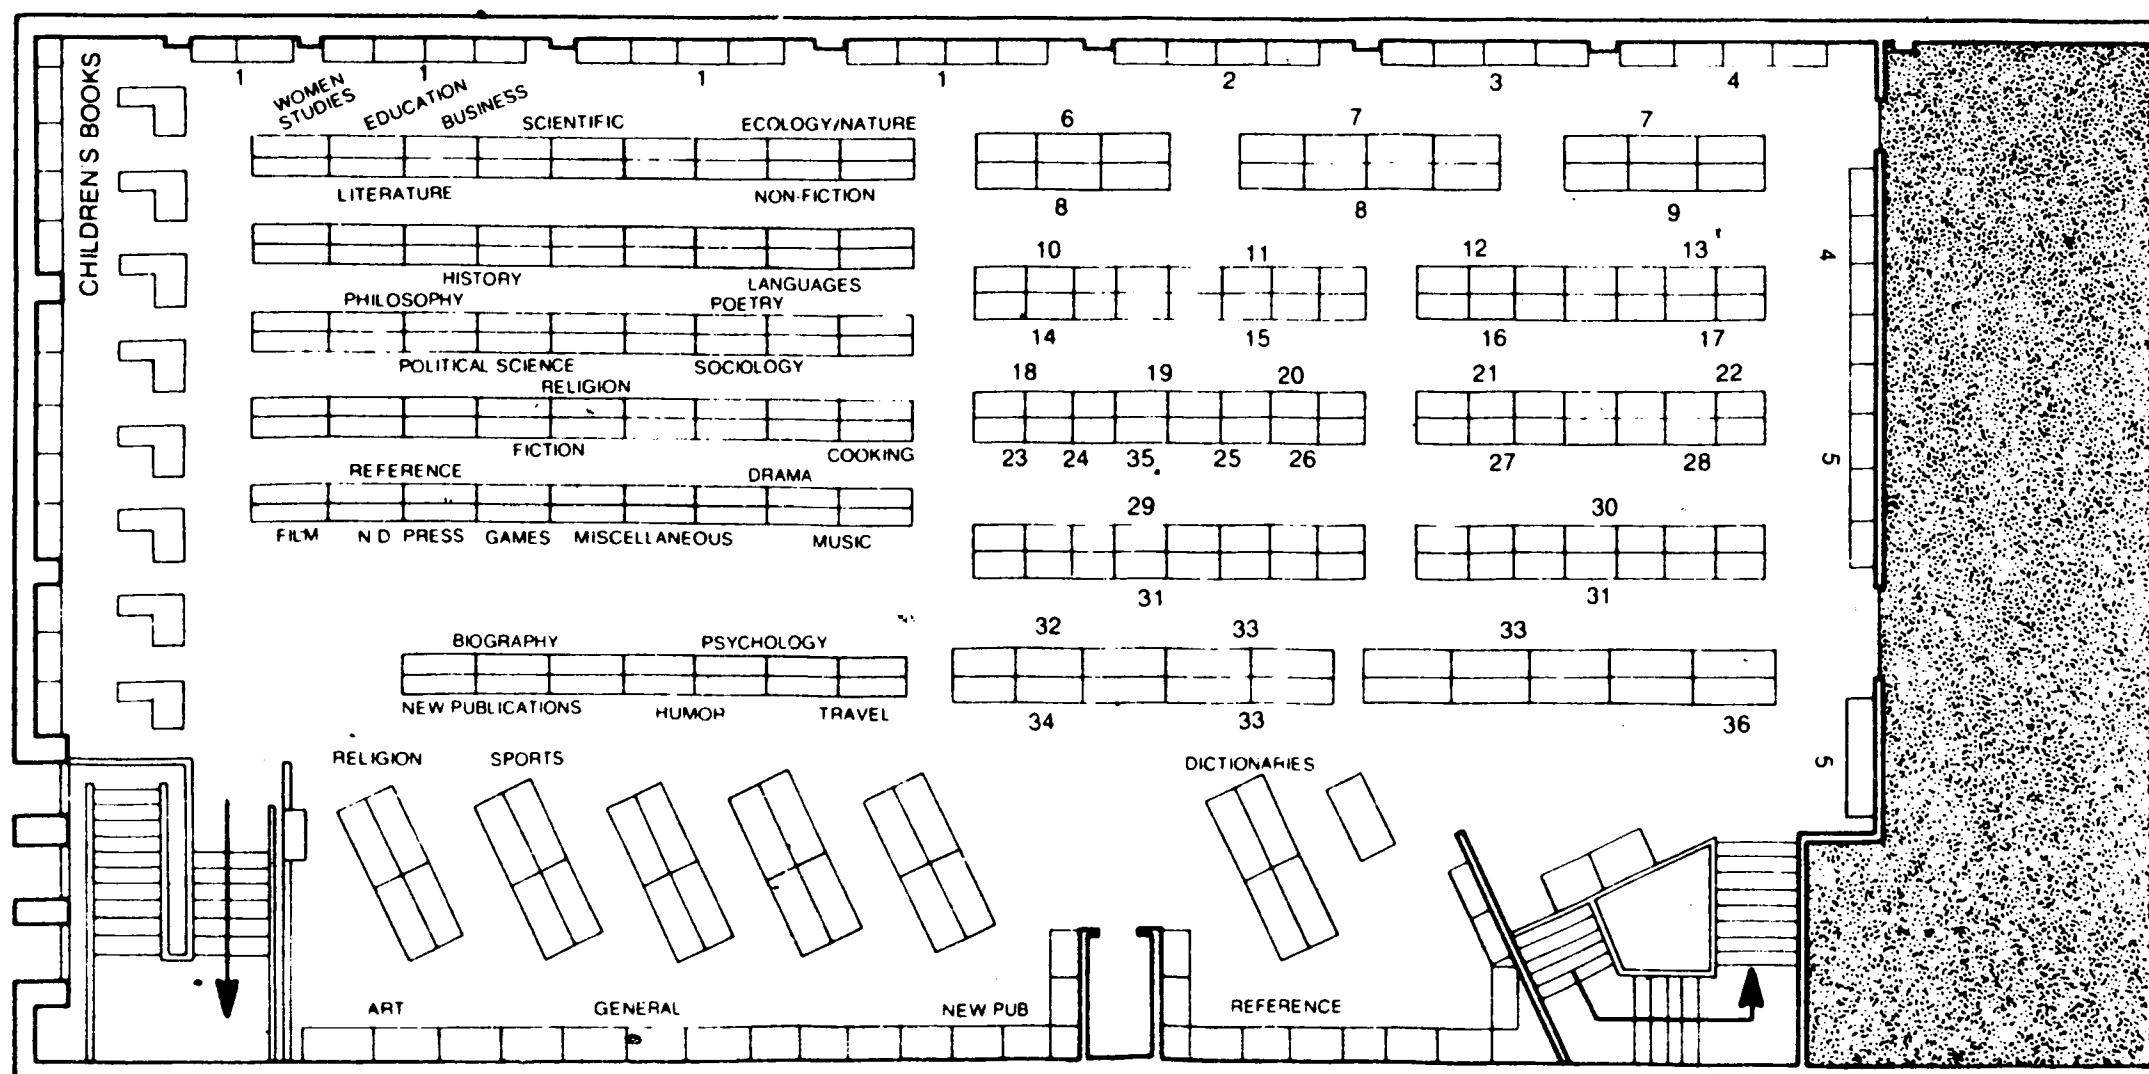 CHILDREN'S BOOKS
1 1 1 1 2 3 4
WOMEN
STUDIES
EDUCATION
BUSINESS
SCIENTIFIC
ECOLOGY/NATURE
6 7 7
LITERATURE
NON-FICTION
8 8 9
10 11 12 13
4
HISTORY
LANGUAGES
PHILOSOPHY
POETRY
14 15 16 17
POLITICAL SCIENCE
SOCIOLOGY
RELIGION
18 19 20 21 22
FICTION
COOKING
23 24 35 25 26 27 28
5
REFERENCE
DRAMA
29 30
FILM
N D PRESS
GAMES
MISCELLANEOUS
MUSIC
31 31
BIOGRAPHY
PSYCHOLOGY
32 33 33
NEW PUBLICATIONS
HUMOR
TRAVEL
34 33 36
RELIGION
SPORTS
DICTIONARIES
5
ART
GENERAL
NEW PUB
REFERENCE